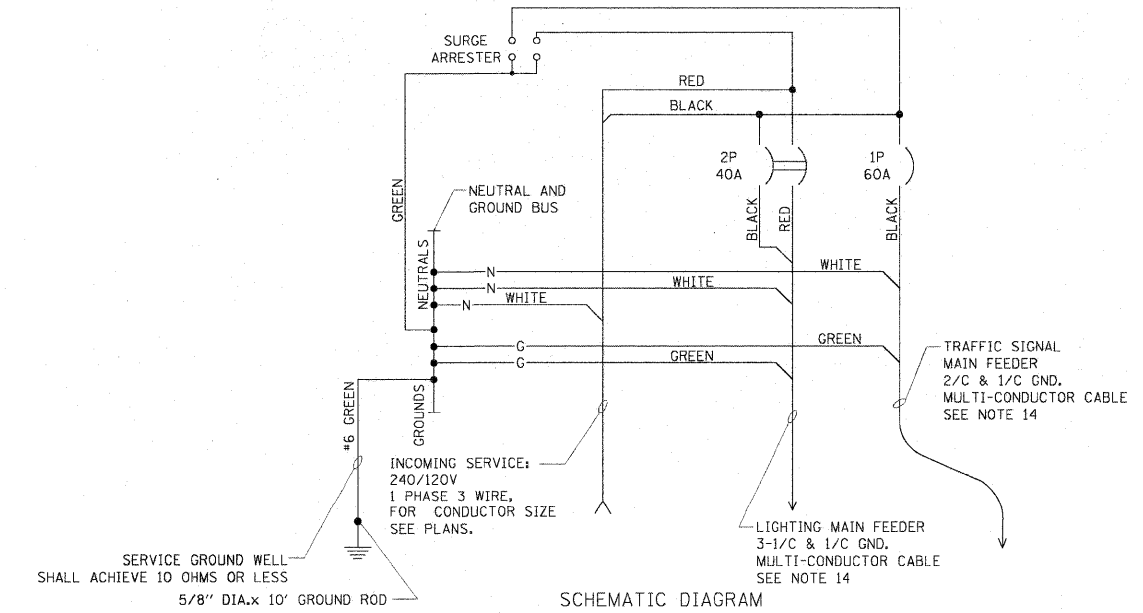 SURGE
ARRESTER
RED
BLACK
2P
40A
1P
60A
NEUTRAL AND
GROUND BUS
GREEN
BLACK
RED
BLACK
NEUTRALS
N
WHITE
N
WHITE
N
WHITE
G
GREEN
G
GREEN
TRAFFIC SIGNAL
MAIN FEEDER
2/C & 1/C GND.
MULTI-CONDUCTOR CABLE
SEE NOTE 14
#6 GREEN
GROUNDS
INCOMING SERVICE:
240/120V
1 PHASE 3 WIRE,
FOR CONDUCTOR SIZE
SEE PLANS.
LIGHTING MAIN FEEDER
3-1/C & 1/C GND.
MULTI-CONDUCTOR CABLE
SEE NOTE 14
SERVICE GROUND WELL
SHALL ACHIEVE 10 OHMS OR LESS
5/8" DIA.x 10' GROUND ROD
SCHEMATIC DIAGRAM